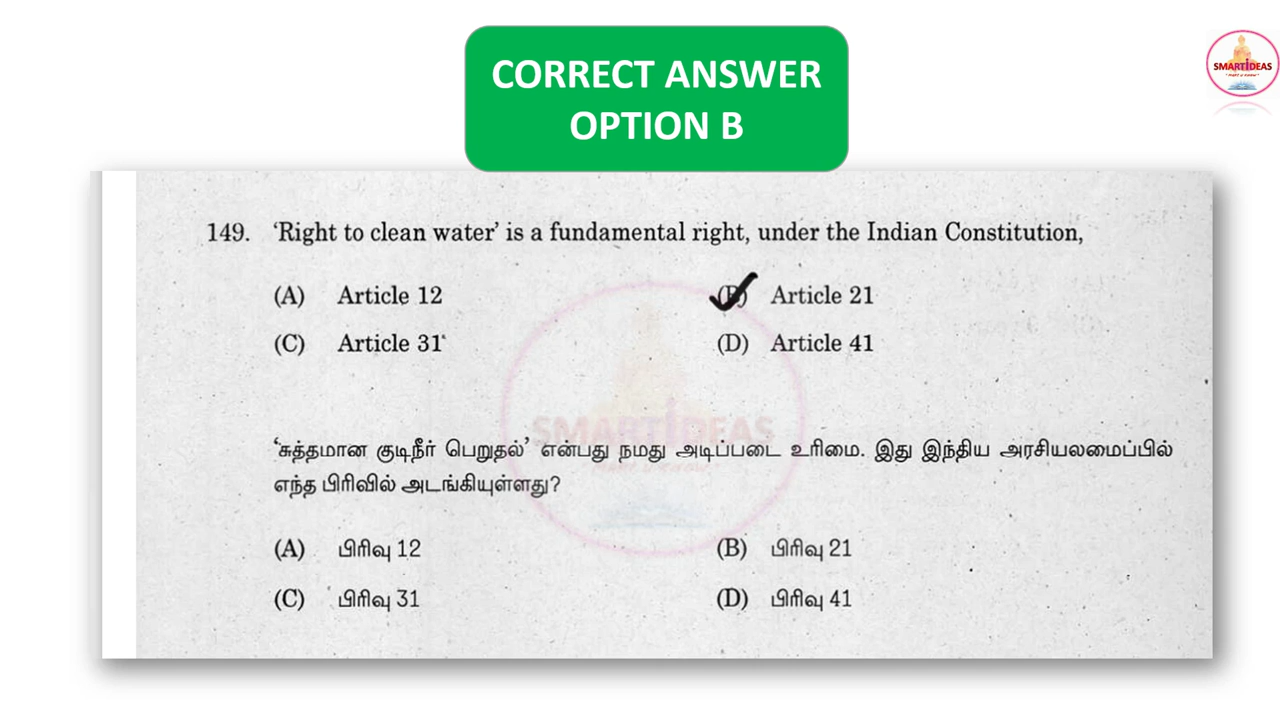 CORRECT ANSWER
OPTION B
SMARTIDEAS
149. ‘Right to clean water’ is a fundamental right, under the Indian Constitution,
(A) Article 12 (B) Article 21
(C) Article 31 (D) Article 41
SMARTIDEAS
‘சுத்தமான குடிநீர் பெறுதல்’ என்பது நமது அடிப்படை உரிமை. இது இந்திய அரசியலமைப்பில்
எந்த பிரிவில் அடங்கியுள்ளது?
(A) பிரிவு 12 (B) பிரிவு 21
(C) பிரிவு 31 (D) பிரிவு 41